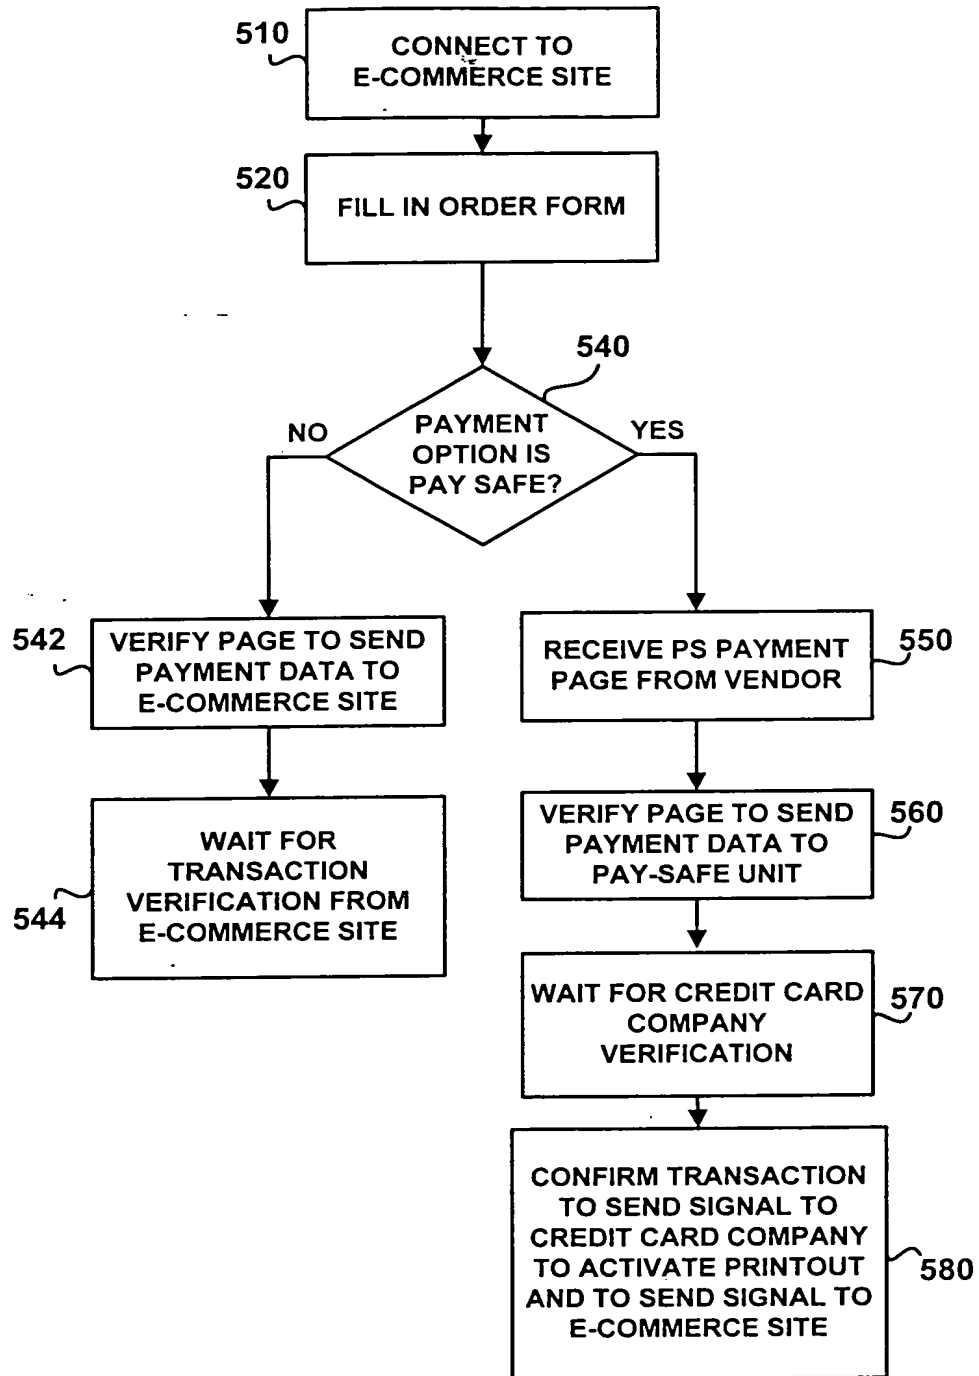 510
CONNECT TO
E-COMMERCE SITE
520
FILL IN ORDER FORM
540
NO
PAYMENT
OPTION IS
PAY SAFE?
YES
542
VERIFY PAGE TO SEND
PAYMENT DATA TO
E-COMMERCE SITE
RECEIVE PS PAYMENT
PAGE FROM VENDOR
550
544
WAIT FOR
TRANSACTION
VERIFICATION FROM
E-COMMERCE SITE
VERIFY PAGE TO SEND
PAYMENT DATA TO
PAY-SAFE UNIT
560
WAIT FOR CREDIT CARD
COMPANY
VERIFICATION
570
CONFIRM TRANSACTION
TO SEND SIGNAL TO
CREDIT CARD COMPANY
TO ACTIVATE PRINTOUT
AND TO SEND SIGNAL TO
E-COMMERCE SITE
580